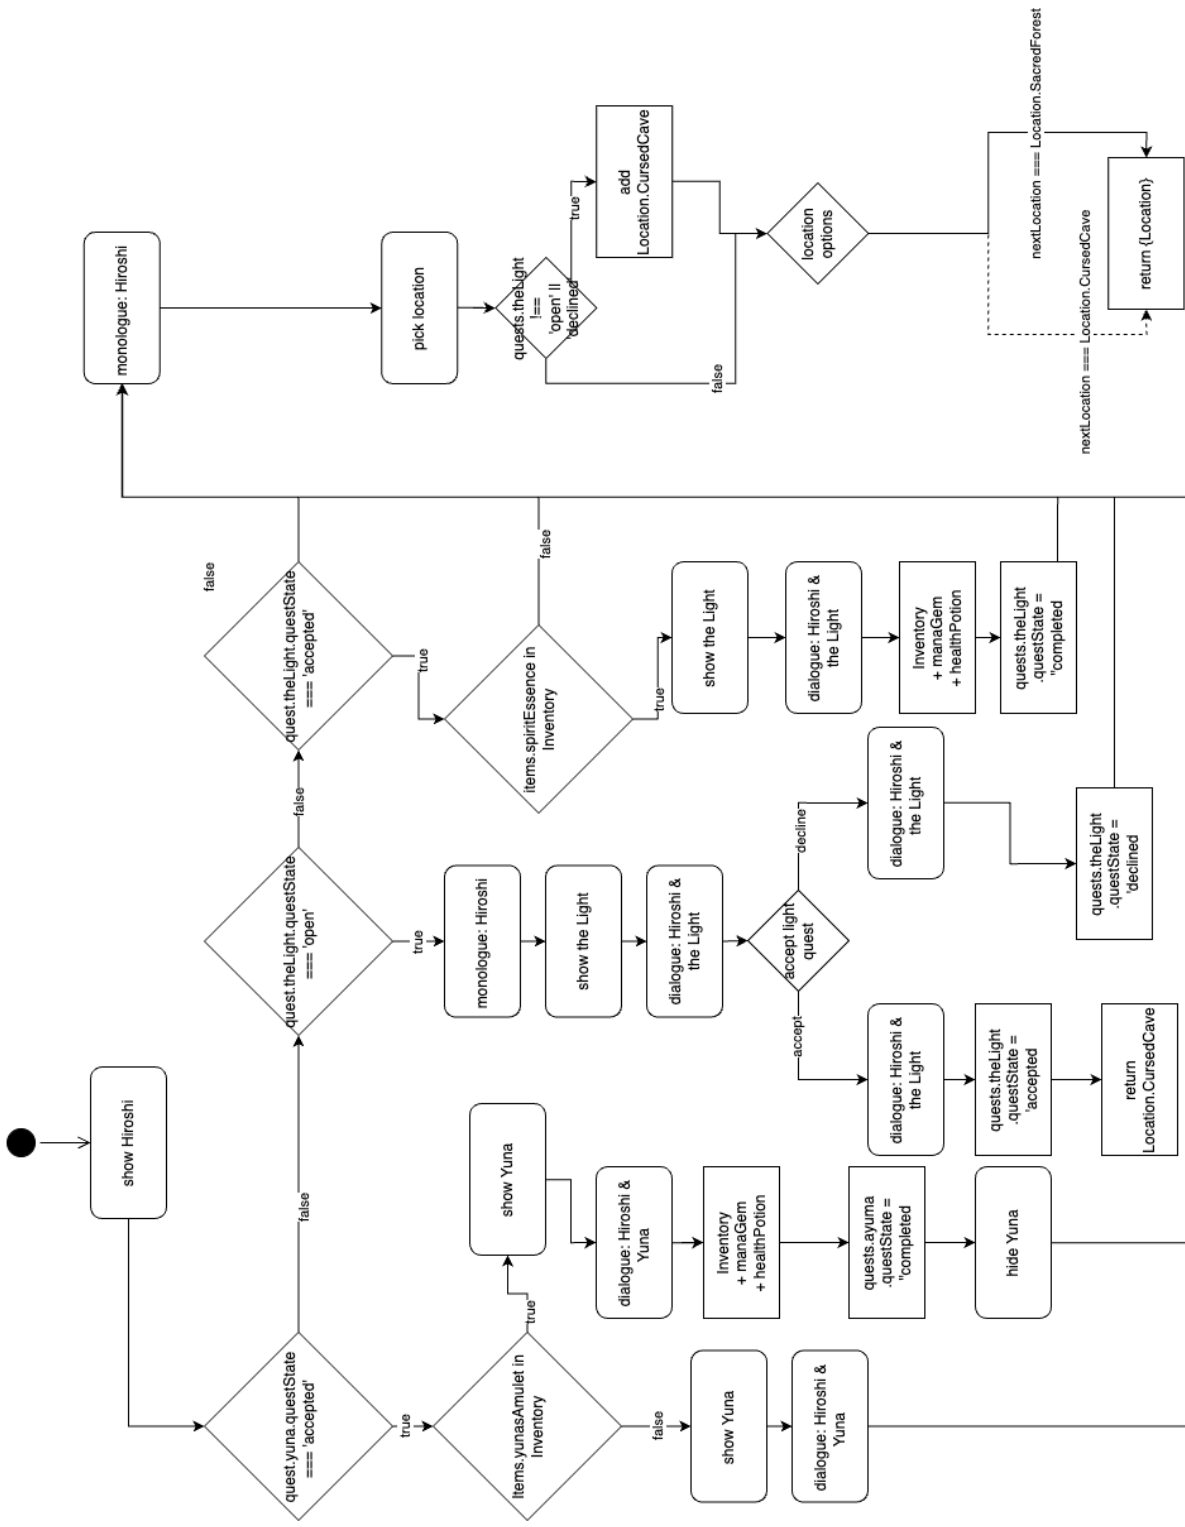 show Hiroshi
quest.yuna.questState
=== 'accepted'
false
true
Items.yunasAmulet in
Inventory
true
false
show Yuna
dialogue: Hiroshi &
Yuna
show Yuna
dialogue: Hiroshi &
Yuna
Inventory
+ manaGem
+ healthPotion
quests.ayuma
.questState =
"completed
hide Yuna
quest.theLight.questState
=== 'open'
false
true
monologue: Hiroshi
show the Light
dialogue: Hiroshi &
the Light
accept light
quest
accept
decline
dialogue: Hiroshi &
the Light
quests.theLight
.questState =
'accepted
return
Location.CursedCave
dialogue: Hiroshi &
the Light
quests.theLight
.questState =
'declined
quest.theLight.questState
=== 'accepted'
false
true
items.spiritEssence in
Inventory
false
true
show the Light
dialogue: Hiroshi &
the Light
Inventory
+ manaGem
+ healthPotion
quests.theLight
.questState =
"completed
monologue: Hiroshi
pick location
quests.theLight
!==
'open' ||
'declined'
true
false
add
Location.CursedCave
location
options
nextLocation === Location.SacredForest
nextLocation === Location.CursedCave
return {Location}